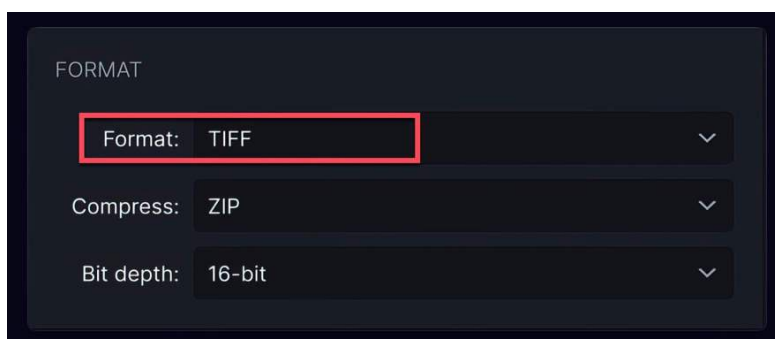 FORMAT
Format: TIFF
Compress: ZIP
Bit depth: 16-bit